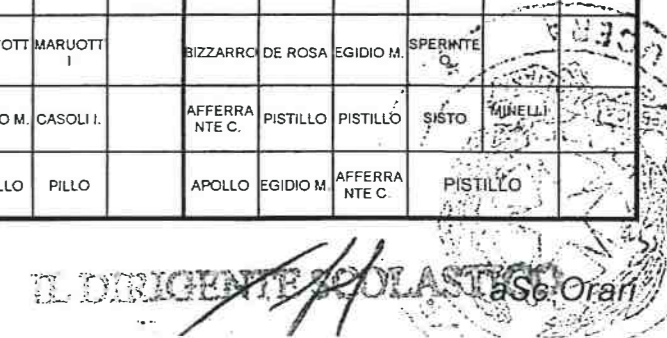 OTT MARUOTT BIZZARRO DE ROSA EGIDIO M. SPERINTE
I O.
O M. CASOLI I. AFFERRA PISTILLO PISTILLO SISTO MINELLI
NTE C.
LLO PILLO APOLLO EGIDIO M. AFFERRA PISTILLO
NTE C.
IL DIRIGENTE SCOLASTICO
aSc Orari
UCERA